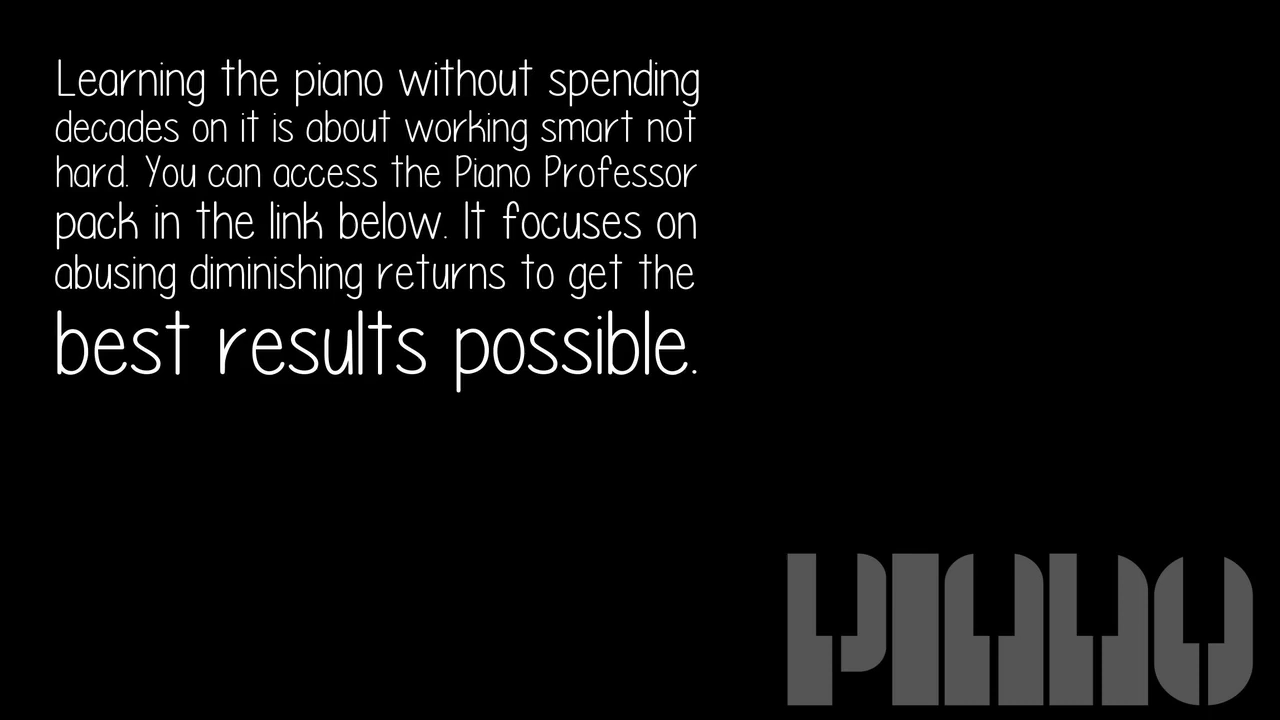 Learning the piano without spending
decades on it is about working smart not
hard. You can access the Piano Professor
pack in the link below. It focuses on
abusing diminishing returns to get the
best results possible.
PIANO